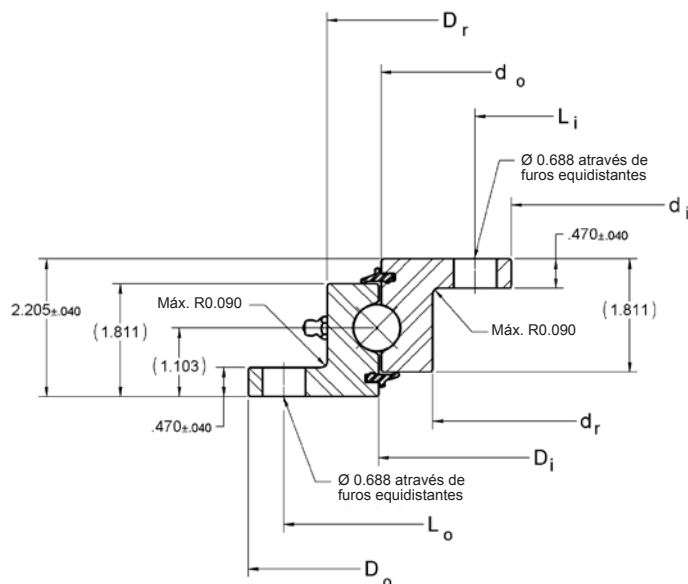 D r
d o
L i
Ø 0.688 através de
furos equidistantes
d i
.470±.040
2.205±.040
(1.811)
Máx. R0.090
(1.103)
Máx. R0.090
(1.811)
.470±.040
d r
D i
Ø 0.688 através de
furos equidistantes
L o
D o